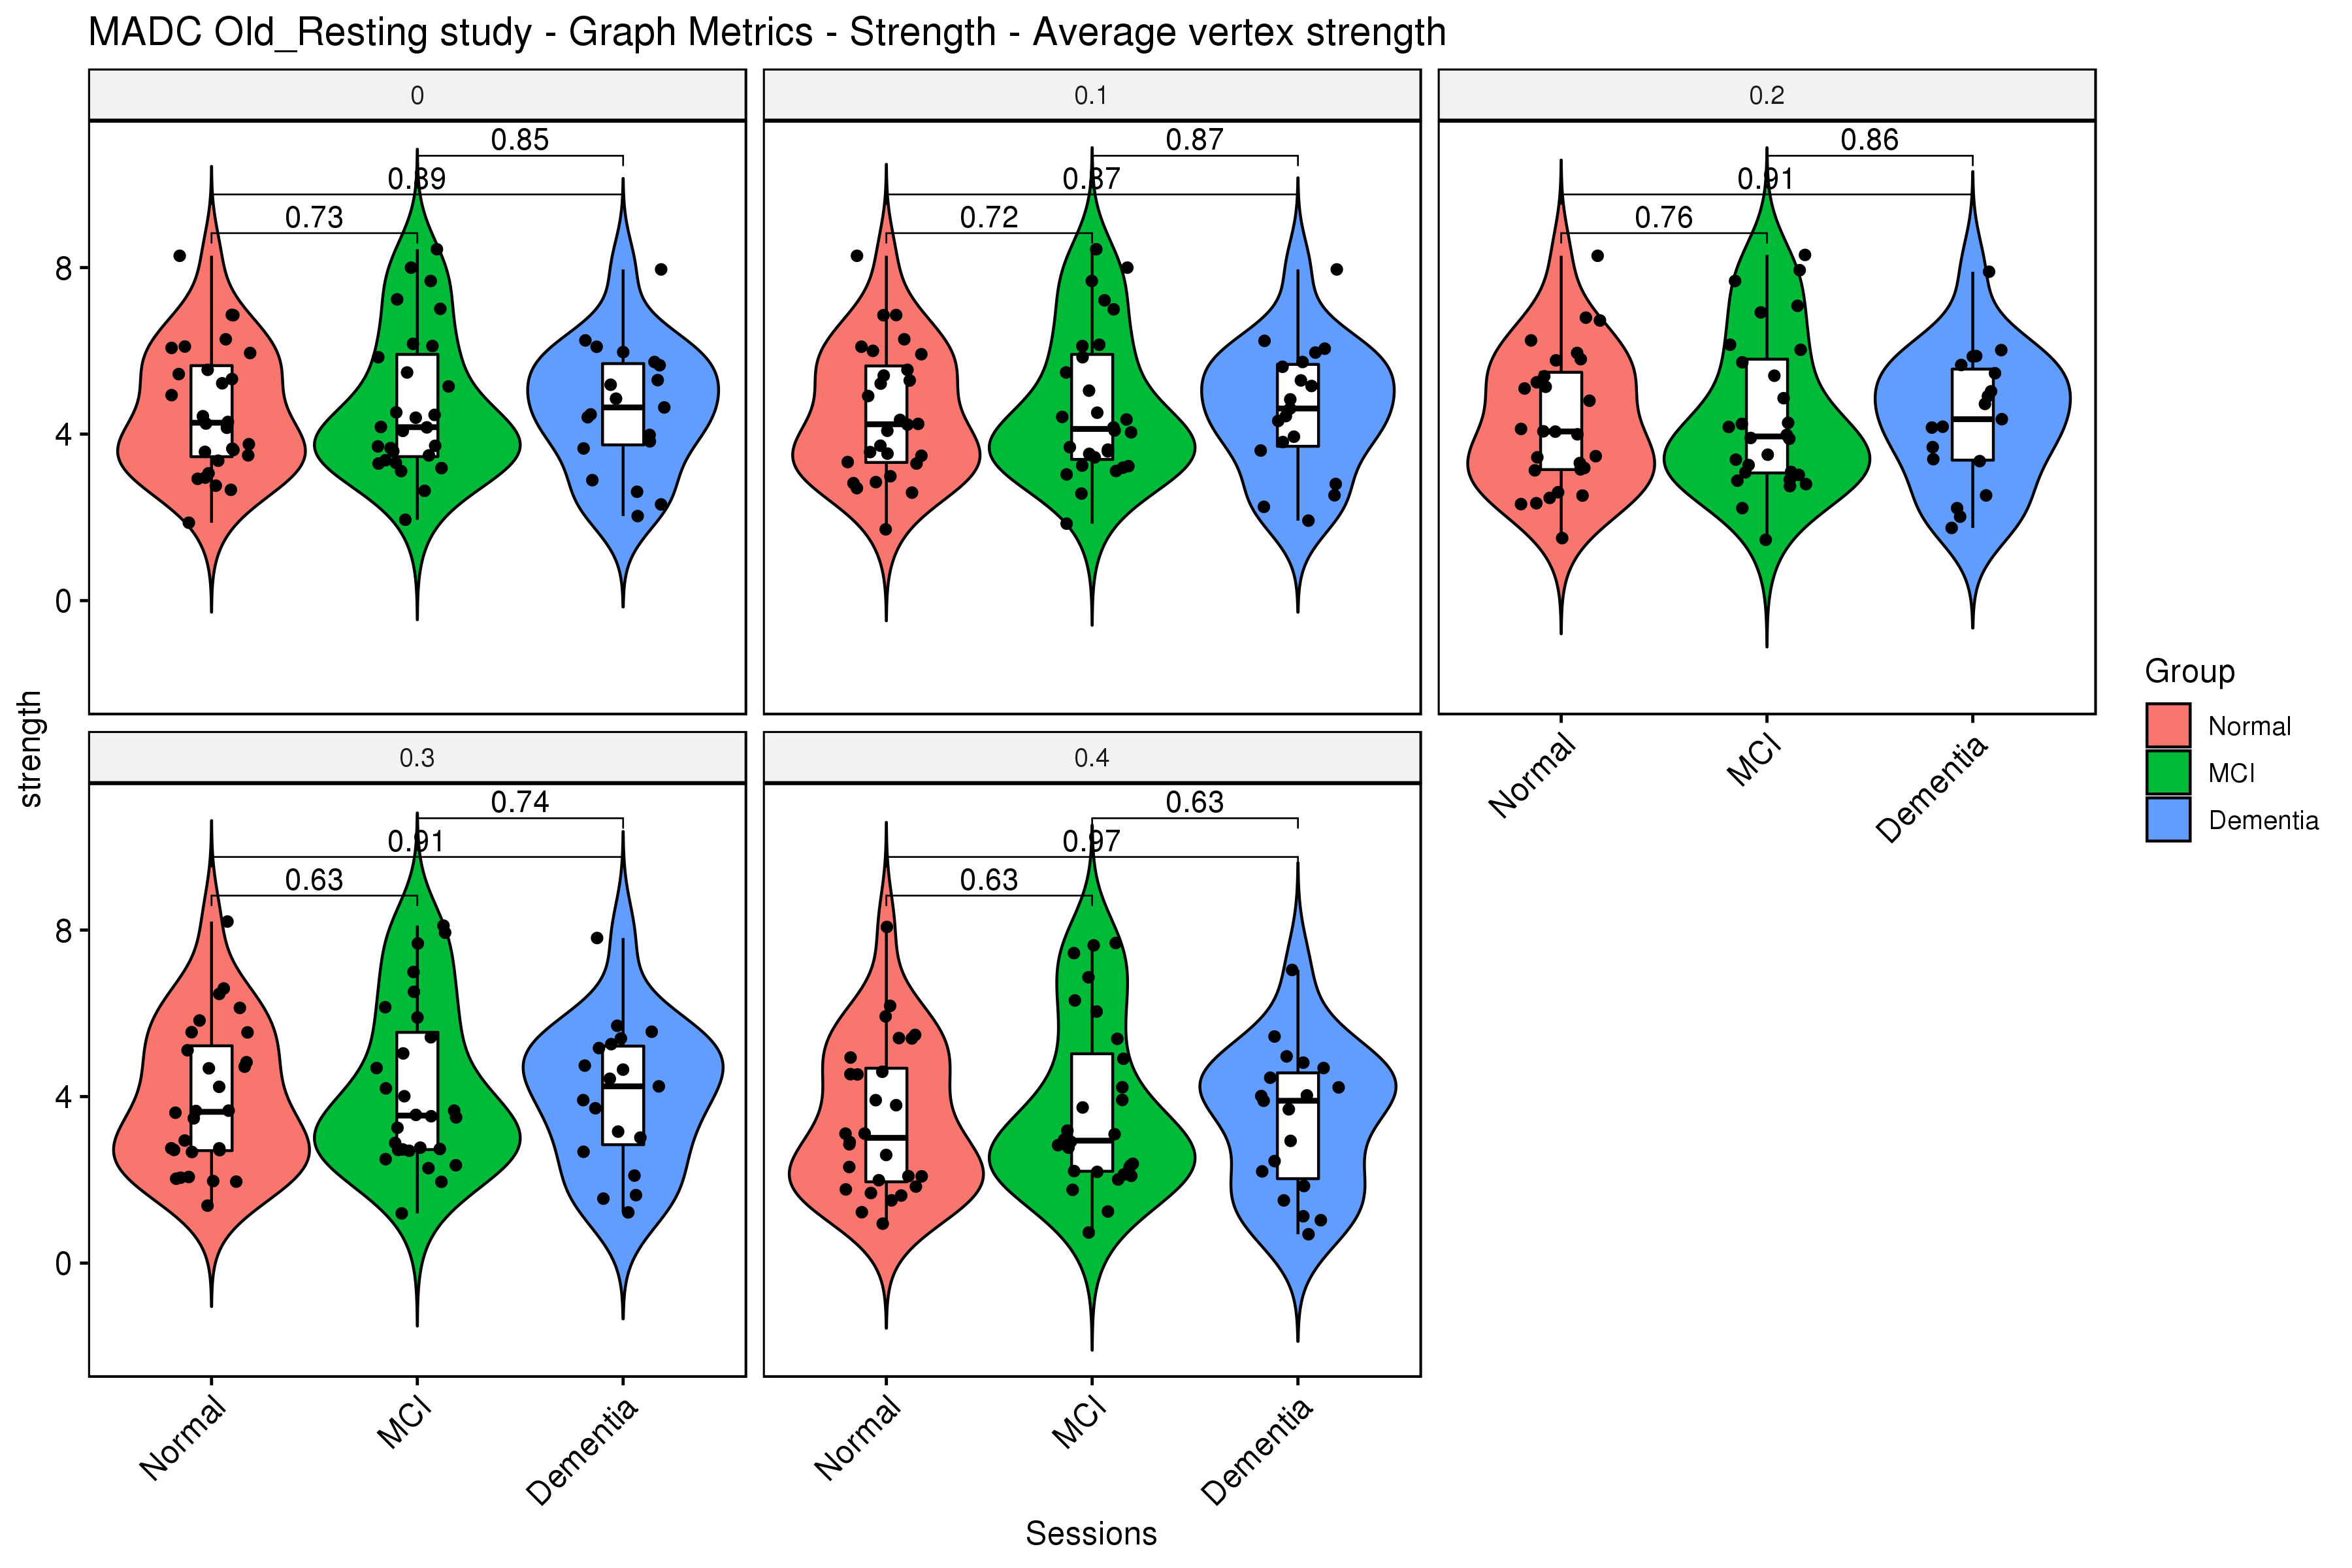 MADC Old_Resting study - Graph Metrics - Strength - Average vertex strength
0
0.1
0.2
0.85
0.89
0.73
0.87
0.87
0.72
0.86
0.91
0.76
8
4
0
Normal
MCI
Dementia
strength
0.3
0.4
0.74
0.91
0.63
0.63
0.97
0.63
8
4
0
Normal
MCI
Dementia
Normal
MCI
Dementia
Sessions
Group
Normal
MCI
Dementia